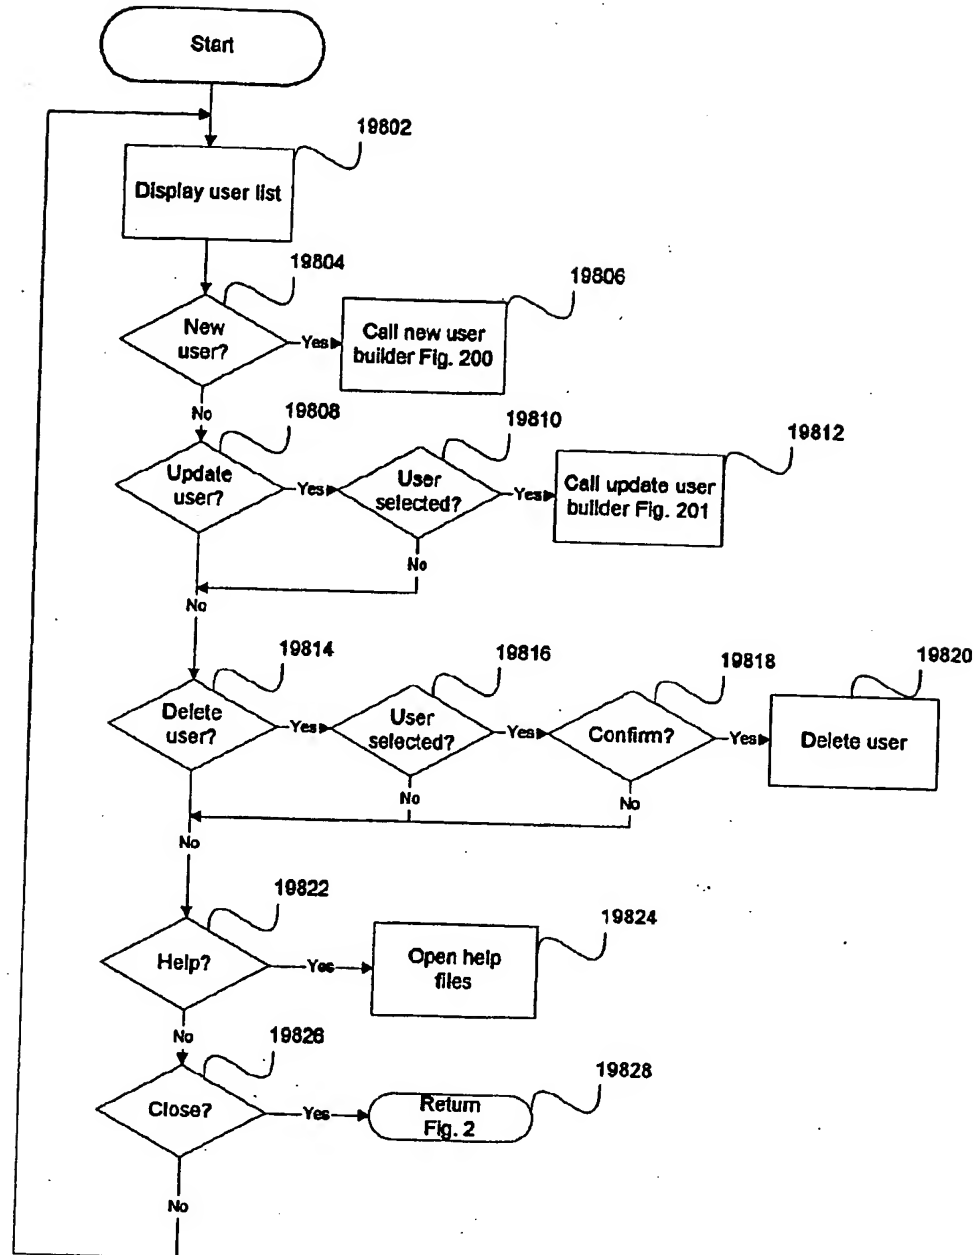 Start
19802
Display user list
19804
New
user?
Yes
19806
Call new user
builder Fig. 200
No
19808
Update
user?
Yes
19810
User
selected?
Yes
19812
Call update user
builder Fig. 201
No
No
19814
Delete
user?
Yes
19816
User
selected?
Yes
19818
Confirm?
Yes
19820
Delete user
No
No
No
19822
Help?
Yes
19824
Open help
files
No
19826
Close?
Yes
19828
Return
Fig. 2
No